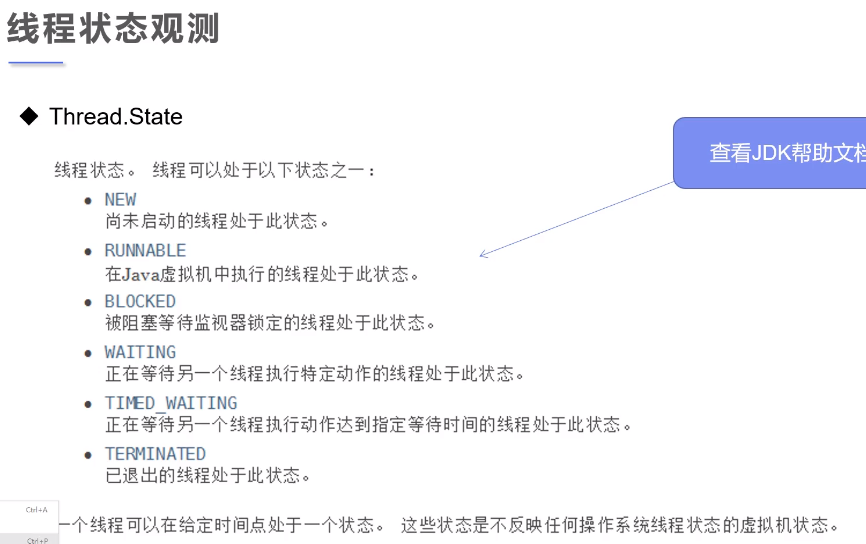 线程状态观测
Thread.State
查看JDK帮助文档
线程状态。 线程可以处于以下状态之一：
NEW
尚未启动的线程处于此状态。
RUNNABLE
在Java虚拟机中执行的线程处于此状态。
BLOCKED
被阻塞等待监视器锁定的线程处于此状态。
WAITING
正在等待另一个线程执行特定动作的线程处于此状态。
TIMED_WAITING
正在等待另一个线程执行动作达到指定等待时间的线程处于此状态。
TERMINATED
已退出的线程处于此状态。
Ctrl+A
一个线程可以在给定时间点处于一个状态。 这些状态是不反映任何操作系统线程状态的虚拟机状态。
Ctrl+P